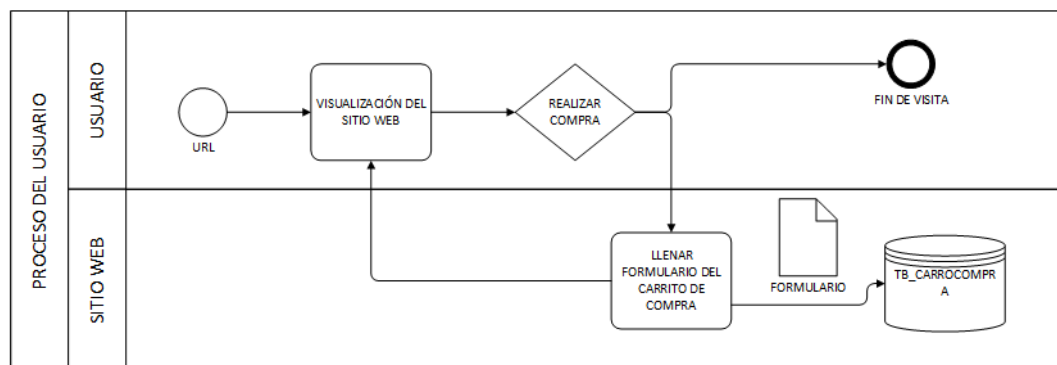 PROCESO DEL USUARIO
USUARIO
URL
VISUALIZACIÓN DEL
SITIO WEB
REALIZAR
COMPRA
FIN DE VISITA
SITIO WEB
LLENAR
FORMULARIO DEL
CARRITO DE
COMPRA
FORMULARIO
TB_CARROCOMPR
A